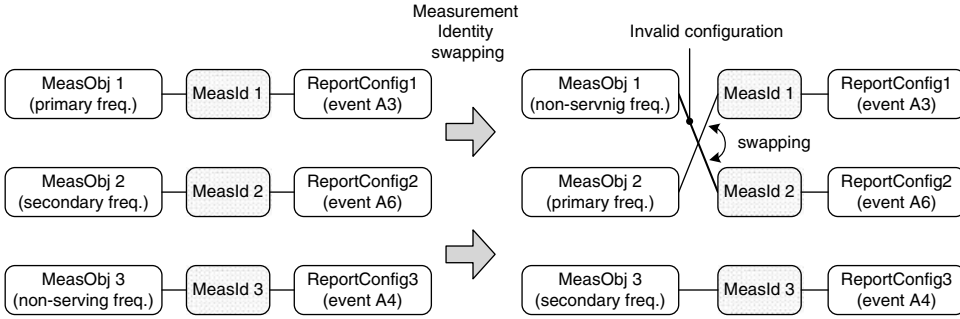 Measurement
Identity
swapping
Invalid configuration
MeasObj 1
(primary freq.)
MeasId 1
ReportConfig1
(event A3)
MeasObj 1
(non-servnig freq.)
MeasId 1
ReportConfig1
(event A3)
swapping
MeasObj 2
(secondary freq.)
MeasId 2
ReportConfig2
(event A6)
MeasObj 2
(primary freq.)
MeasId 2
ReportConfig2
(event A6)
MeasObj 3
(non-serving freq.)
MeasId 3
ReportConfig3
(event A4)
MeasObj 3
(secondary freq.)
MeasId 3
ReportConfig3
(event A4)